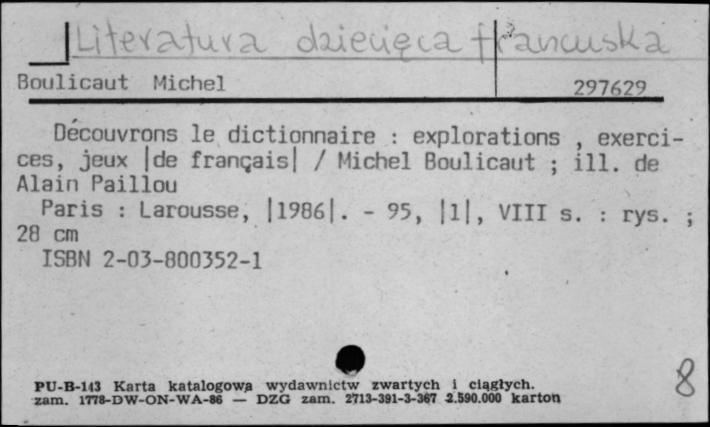 Literatura dziecięca francuska
Boulicaut Michel 297629
Découvrons le dictionnaire : explorations , exerci-
ces, jeux |de français| / Michel Boulicaut ; ill. de
Alain Paillou
Paris : Larousse, |1986|. - 95, |1|, VIII s. : rys. ;
28 cm
ISBN 2-03-800352-1
8
PU-B-143 Karta katalogowa wydawnictw zwartych i ciągłych.
zam. 1778-DW-ON-WA-86 — DZG zam. 2713-391-3-367 2.590.000 karton